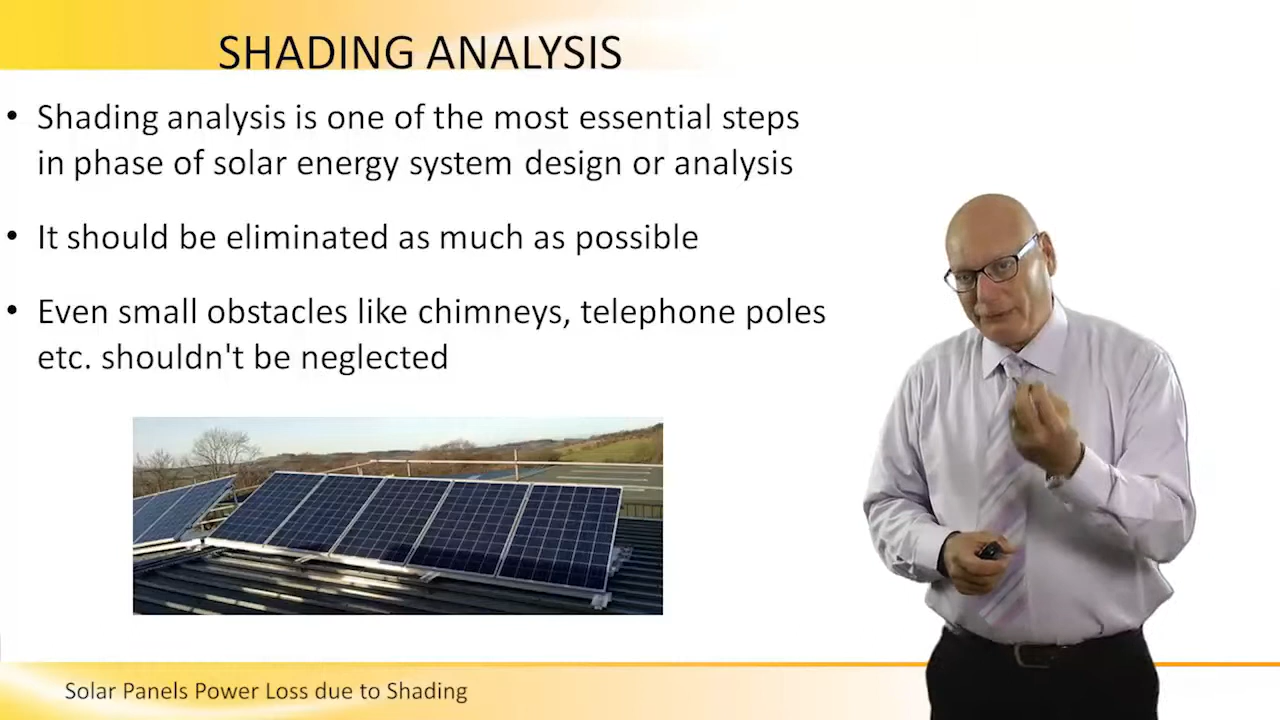 SHADING ANALYSIS
• Shading analysis is one of the most essential steps
in phase of solar energy system design or analysis
• It should be eliminated as much as possible
• Even small obstacles like chimneys, telephone poles
etc. shouldn't be neglected
Solar Panels Power Loss due to Shading